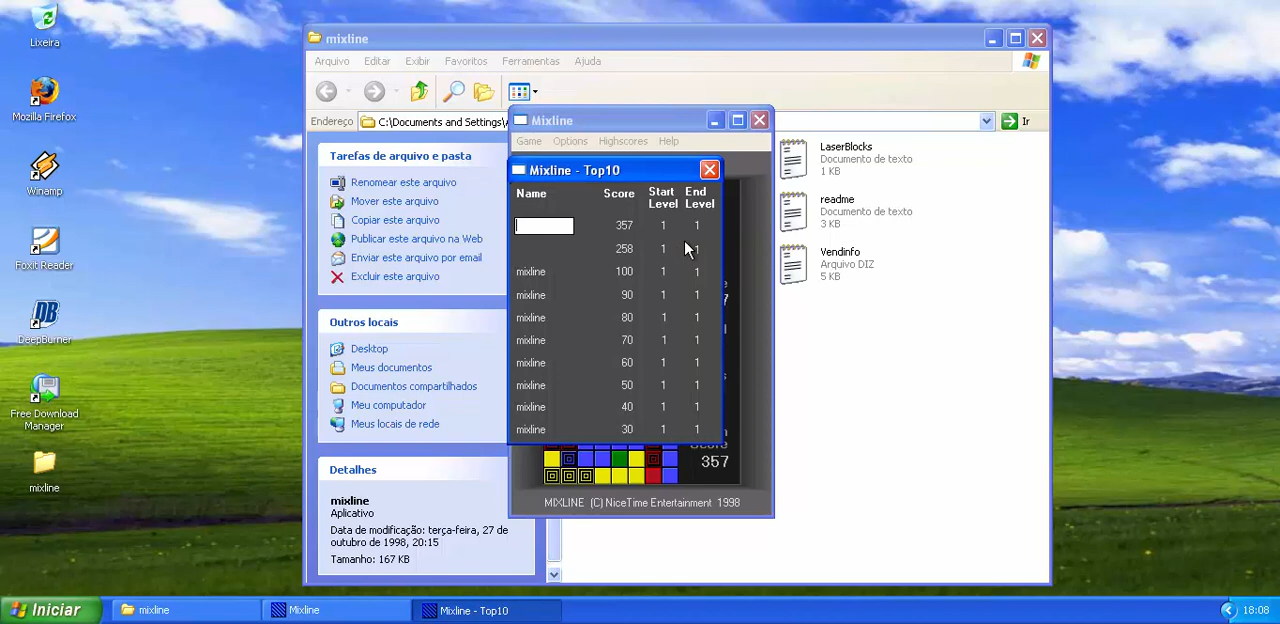 Lixeira
Mozilla Firefox
Winamp
Foxit Reader
DeepBurner
Free Download
Manager
mixline
mixline
Arquivo Editar Exibir Favoritos Ferramentas Ajuda
Endereço C:\Documents and Settings\
Ir
Tarefas de arquivo e pasta
Renomear este arquivo
Mover este arquivo
Copiar este arquivo
Publicar este arquivo na Web
Enviar este arquivo por email
Excluir este arquivo
Outros locais
Desktop
Meus documentos
Documentos compartilhados
Meu computador
Meus locais de rede
Detalhes
mixline
Aplicativo
Data de modificação: terça-feira, 27 de
outubro de 1998, 20:15
Tamanho: 167 KB
Mixline
Game Options Highscores Help
Mixline - Top10
Name Score Start Level End Level
357 1 1
258 1 1
mixline 100 1 1
mixline 90 1 1
mixline 80 1 1
mixline 70 1 1
mixline 60 1 1
mixline 50 1 1
mixline 40 1 1
mixline 30 1 1
357
MIXLINE (C) NiceTime Entertainment 1998
LaserBlocks
Documento de texto
1 KB
readme
Documento de texto
3 KB
Vendinfo
Arquivo DIZ
5 KB
Iniciar
mixline
Mixline
Mixline - Top10
18:08